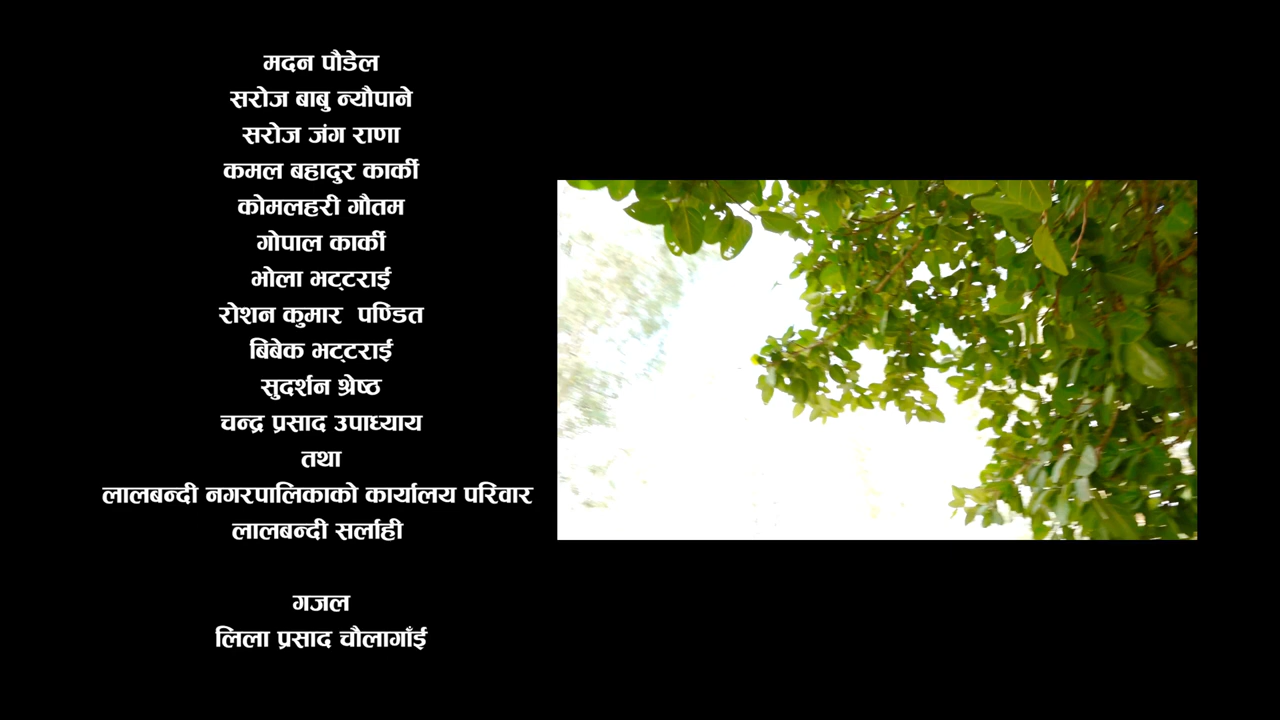 मदन पौडेल
सरोज बाबु न्यौपाने
सरोज जंग राणा
कमल बहादुर कार्की
कोमलहरी गौतम
गोपाल कार्की
भोला भट्टराई
रोशन कुमार पण्डित
बिबेक भट्टराई
सुदर्शन श्रेष्ठ
चन्द्र प्रसाद उपाध्याय
तथा
लालबन्दी नगरपालिकाको कार्यालय परिवार
लालबन्दी सर्लाही
गजल
लिला प्रसाद चौलागाँई